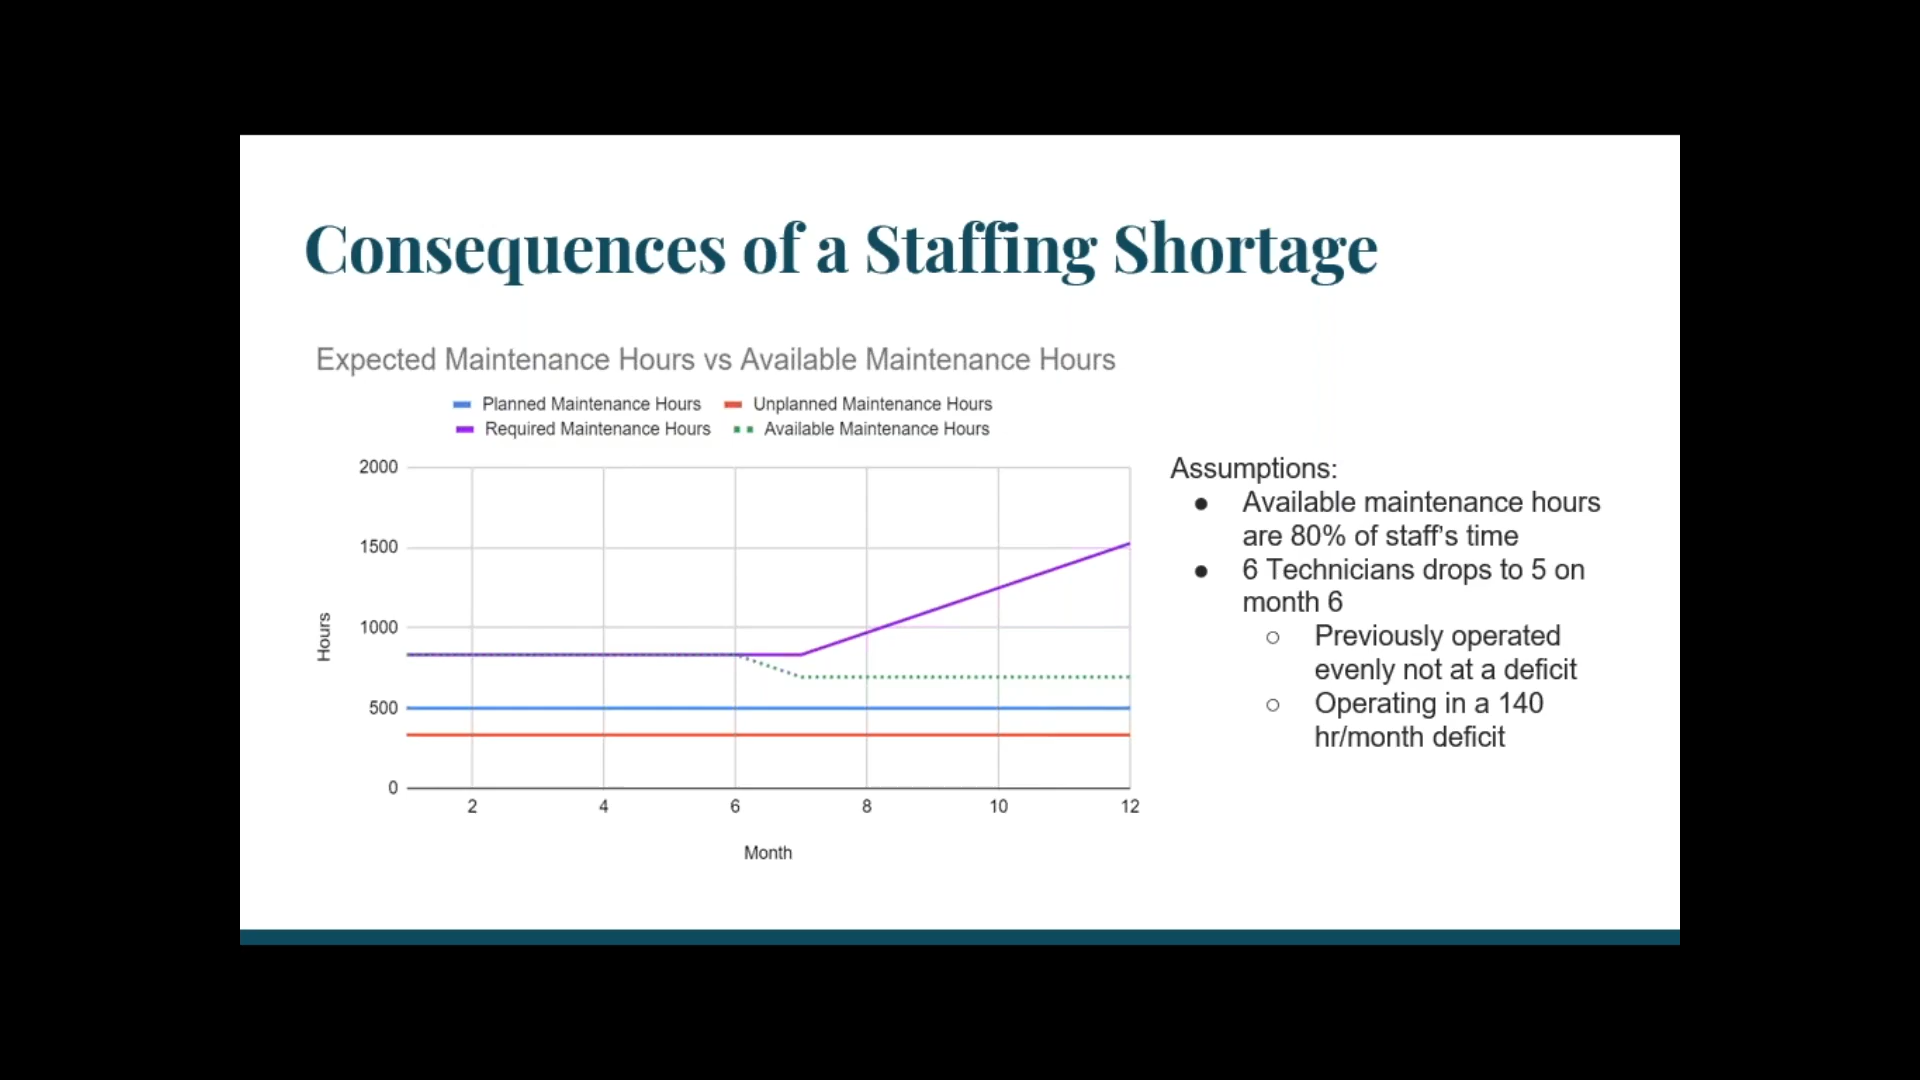 Consequences of a Staffing Shortage
Expected Maintenance Hours vs Available Maintenance Hours
Planned Maintenance Hours
Unplanned Maintenance Hours
Required Maintenance Hours
Available Maintenance Hours
2000
1500
1000
500
0
Hours
2
4
6
8
10
12
Month
Assumptions:
● Available maintenance hours
are 80% of staff's time
● 6 Technicians drops to 5 on
month 6
○ Previously operated
evenly not at a deficit
○ Operating in a 140
hr/month deficit